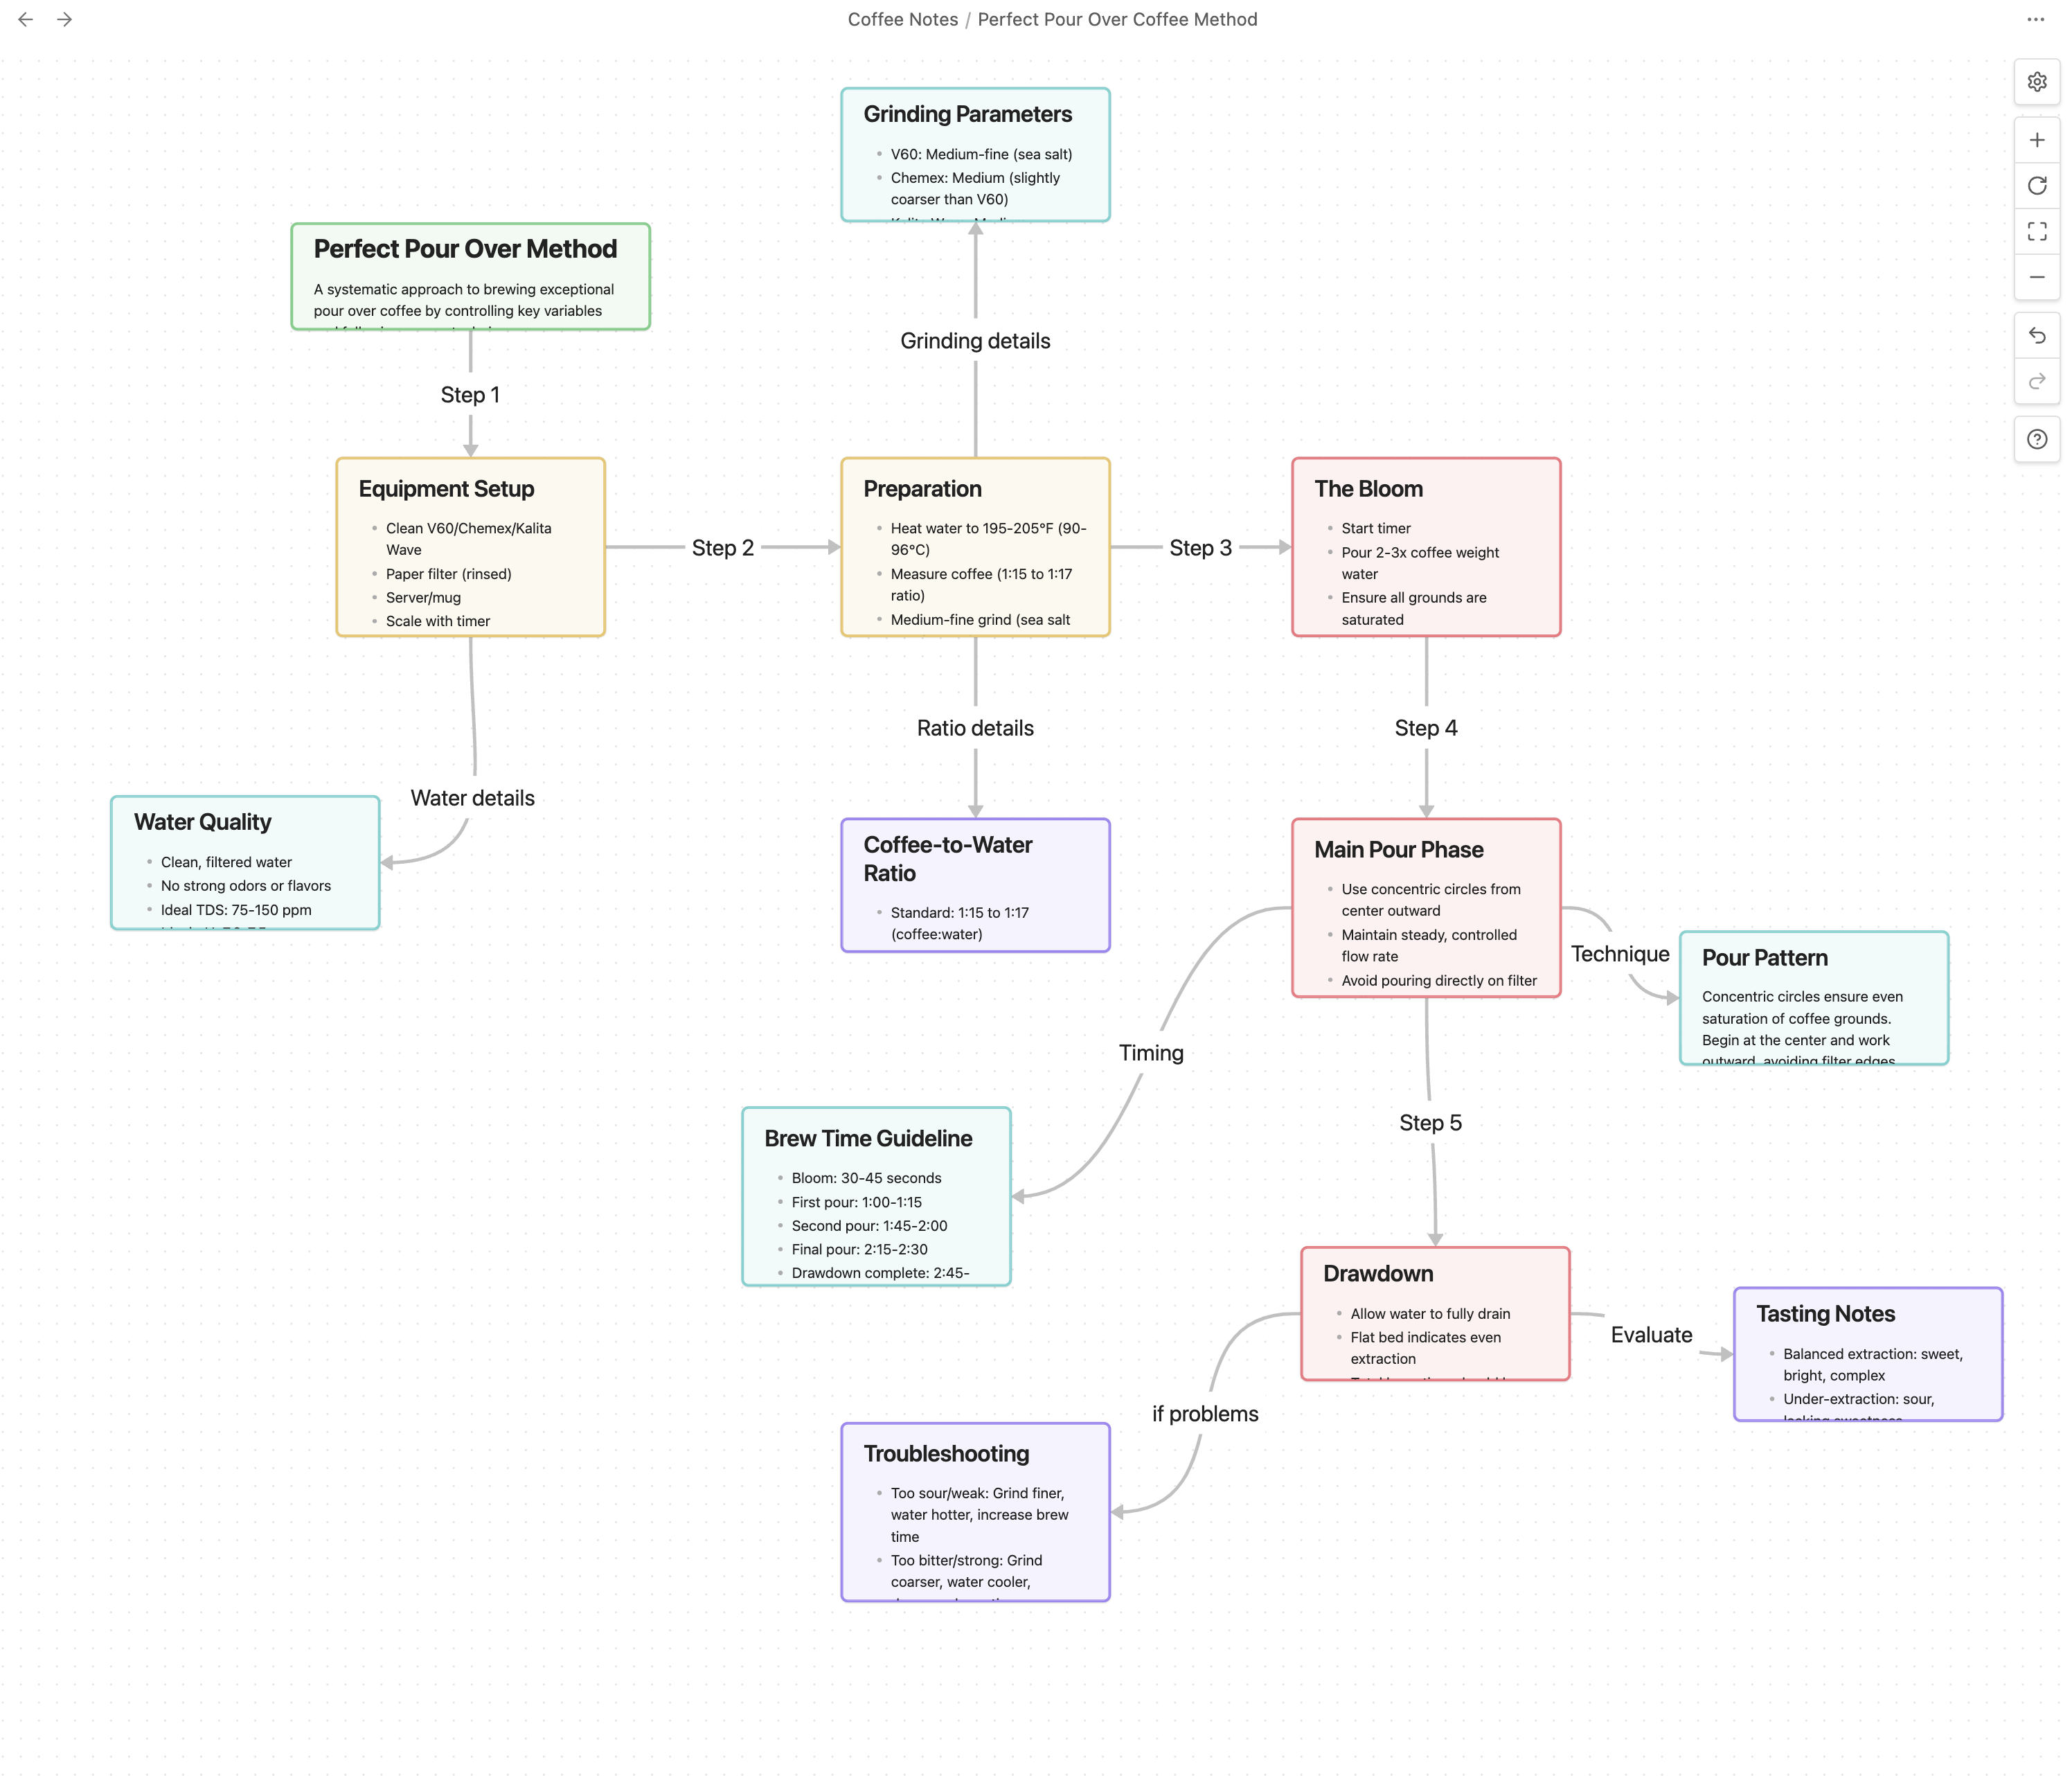 Coffee Notes / Perfect Pour Over Coffee Method
Grinding Parameters
V60: Medium-fine (sea salt)
Chemex: Medium (slightly
coarser than V60)
Perfect Pour Over Method
A systematic approach to brewing exceptional
pour over coffee by controlling key variables
Grinding details
Step 1
Equipment Setup
Clean V60/Chemex/Kalita
Wave
Paper filter (rinsed)
Server/mug
Scale with timer
Step 2
Preparation
Heat water to 195-205°F (90-
96°C)
Measure coffee (1:15 to 1:17
ratio)
Medium-fine grind (sea salt
Step 3
The Bloom
Start timer
Pour 2-3x coffee weight
water
Ensure all grounds are
saturated
Water details
Water Quality
Clean, filtered water
No strong odors or flavors
Ideal TDS: 75-150 ppm
Ratio details
Coffee-to-Water
Ratio
Standard: 1:15 to 1:17
(coffee:water)
Step 4
Main Pour Phase
Use concentric circles from
center outward
Maintain steady, controlled
flow rate
Avoid pouring directly on filter
Technique
Pour Pattern
Concentric circles ensure even
saturation of coffee grounds.
Begin at the center and work
outward, avoiding filter edges
Timing
Brew Time Guideline
Bloom: 30-45 seconds
First pour: 1:00-1:15
Second pour: 1:45-2:00
Final pour: 2:15-2:30
Drawdown complete: 2:45-
Step 5
Drawdown
Allow water to fully drain
Flat bed indicates even
extraction
Evaluate
Tasting Notes
Balanced extraction: sweet,
bright, complex
Under-extraction: sour,
if problems
Troubleshooting
Too sour/weak: Grind finer,
water hotter, increase brew
time
Too bitter/strong: Grind
coarser, water cooler,